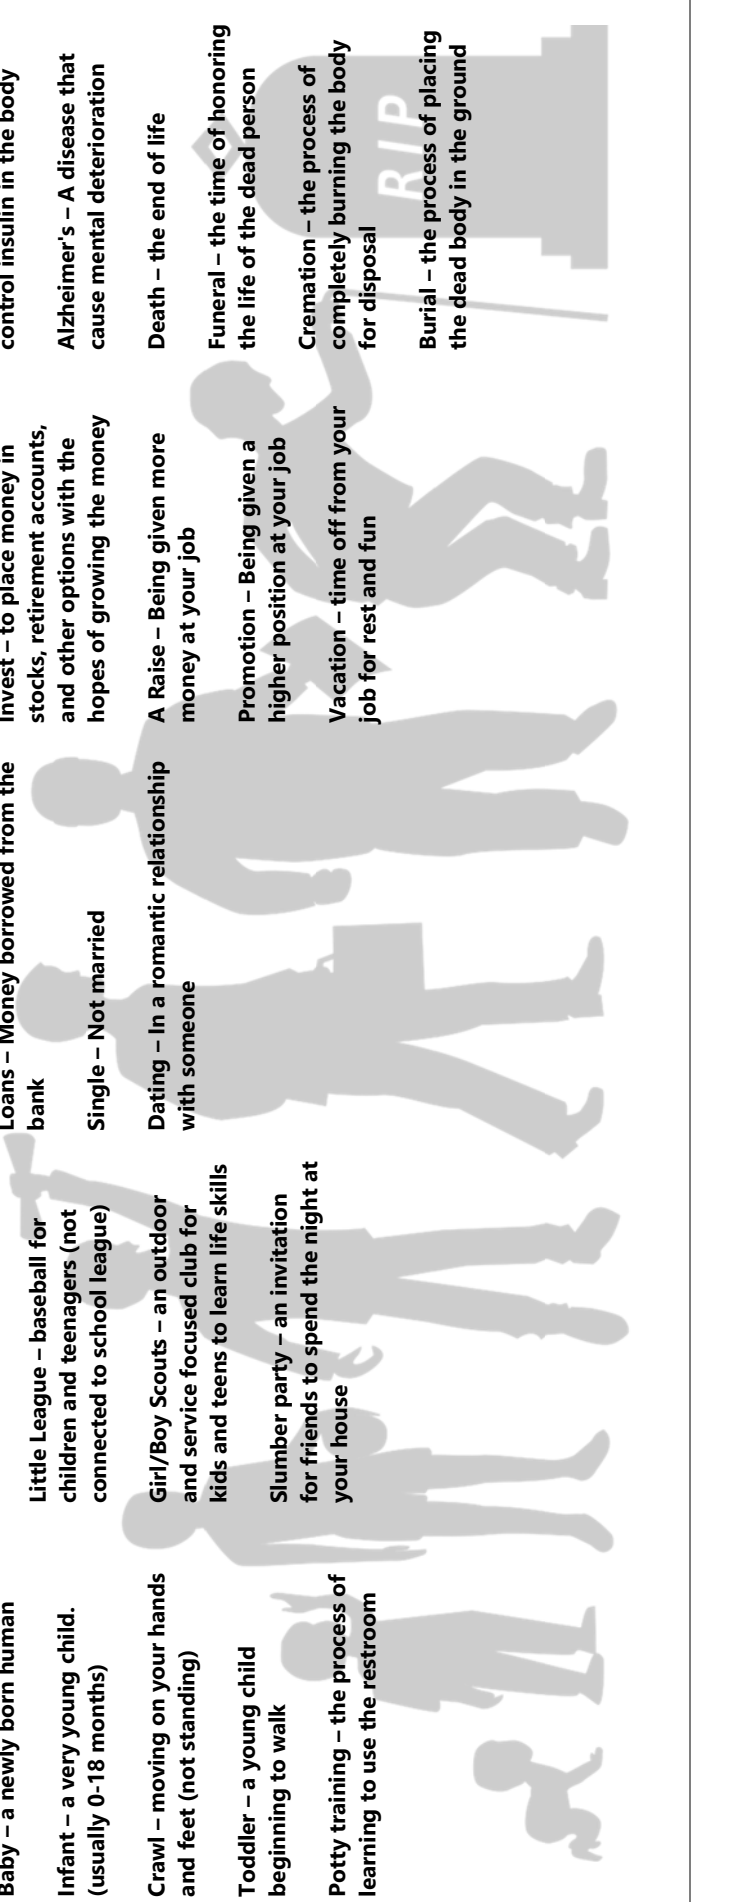 Baby – a newly born human
Infant – a very young child.
(usually 0-18 months)
Crawl – moving on your hands
and feet (not standing)
Toddler – a young child
beginning to walk
Potty training – the process of
learning to use the restroom
Little League – baseball for
children and teenagers (not
connected to school league)
Girl/Boy Scouts – an outdoor
and service focused club for
kids and teens to learn life skills
Slumber party – an invitation
for friends to spend the night at
your house
Loans – Money borrowed from the
bank
Single – Not married
Dating – In a romantic relationship
with someone
Invest – to place money in
stocks, retirement accounts,
and other options with the
hopes of growing the money
A Raise – Being given more
money at your job
Promotion – Being given a
higher position at your job
Vacation – time off from your
job for rest and fun
control insulin in the body
Alzheimer's – A disease that
cause mental deterioration
Death – the end of life
Funeral – the time of honoring
the life of the dead person
Cremation – the process of
completely burning the body
for disposal
Burial – the process of placing
the dead body in the ground
RIP